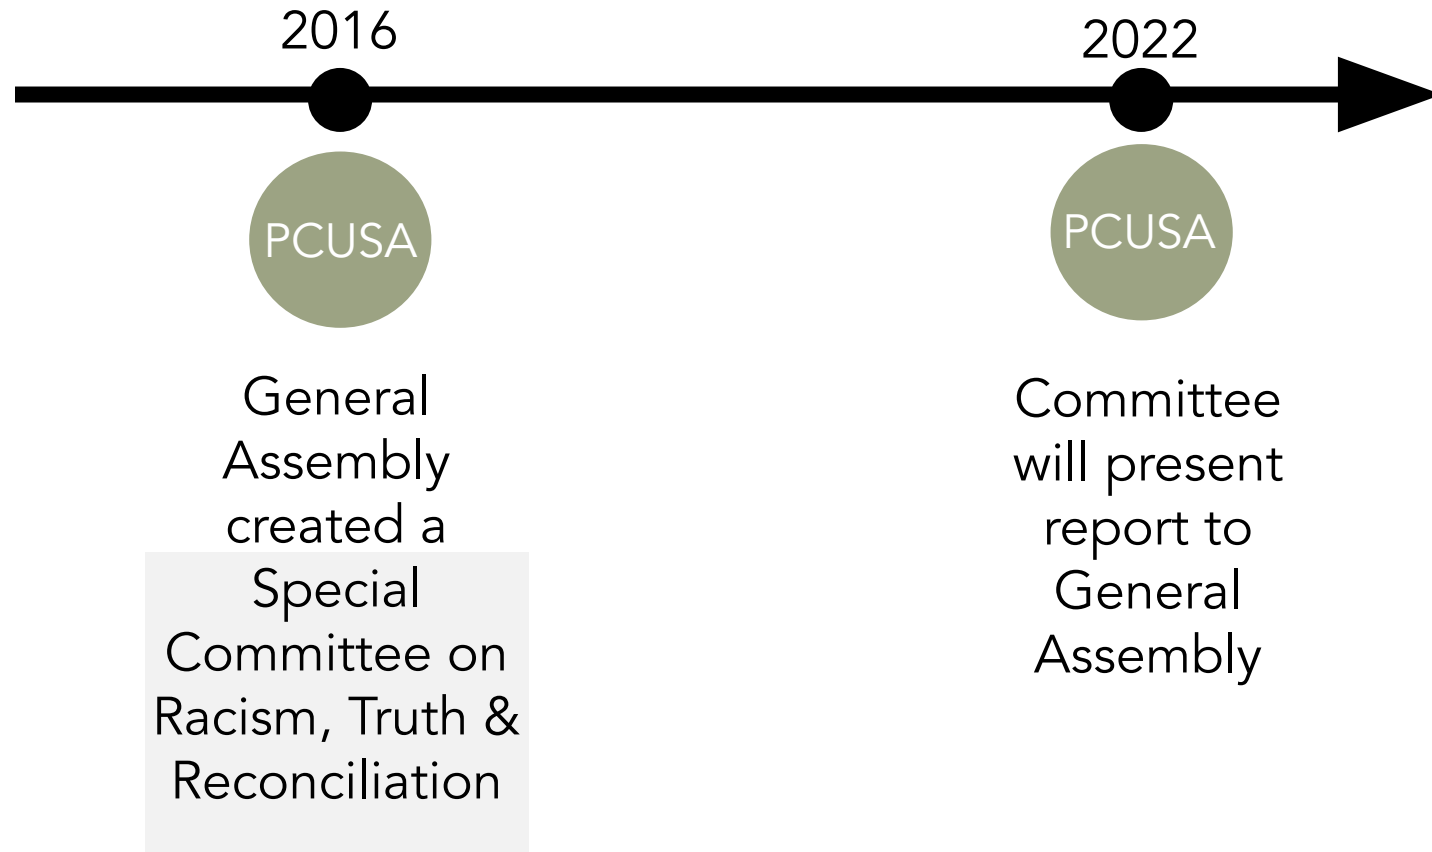 2016
PCUSA
General
Assembly
created a
Special
Committee on
Racism, Truth &
Reconciliation
2022
PCUSA
Committee
will present
report to
General
Assembly